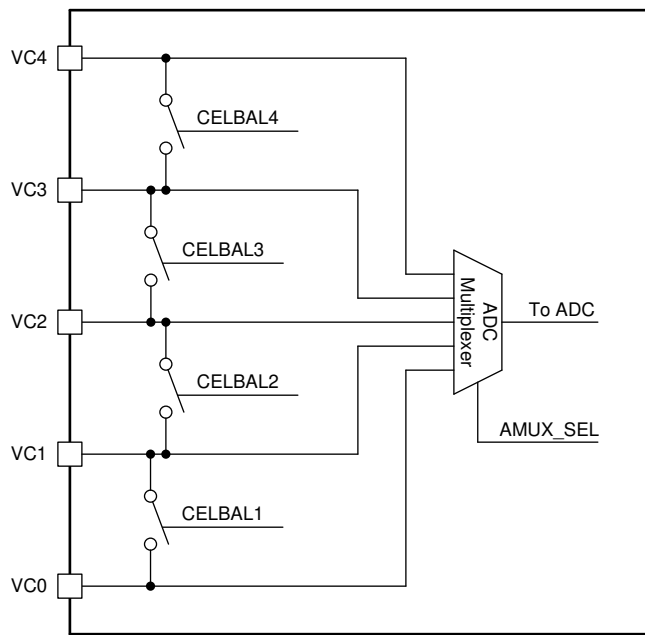 VC4
CELBAL4
VC3
CELBAL3
ADC
Multiplexer
VC2
To ADC
CELBAL2
AMUX_SEL
VC1
CELBAL1
VC0